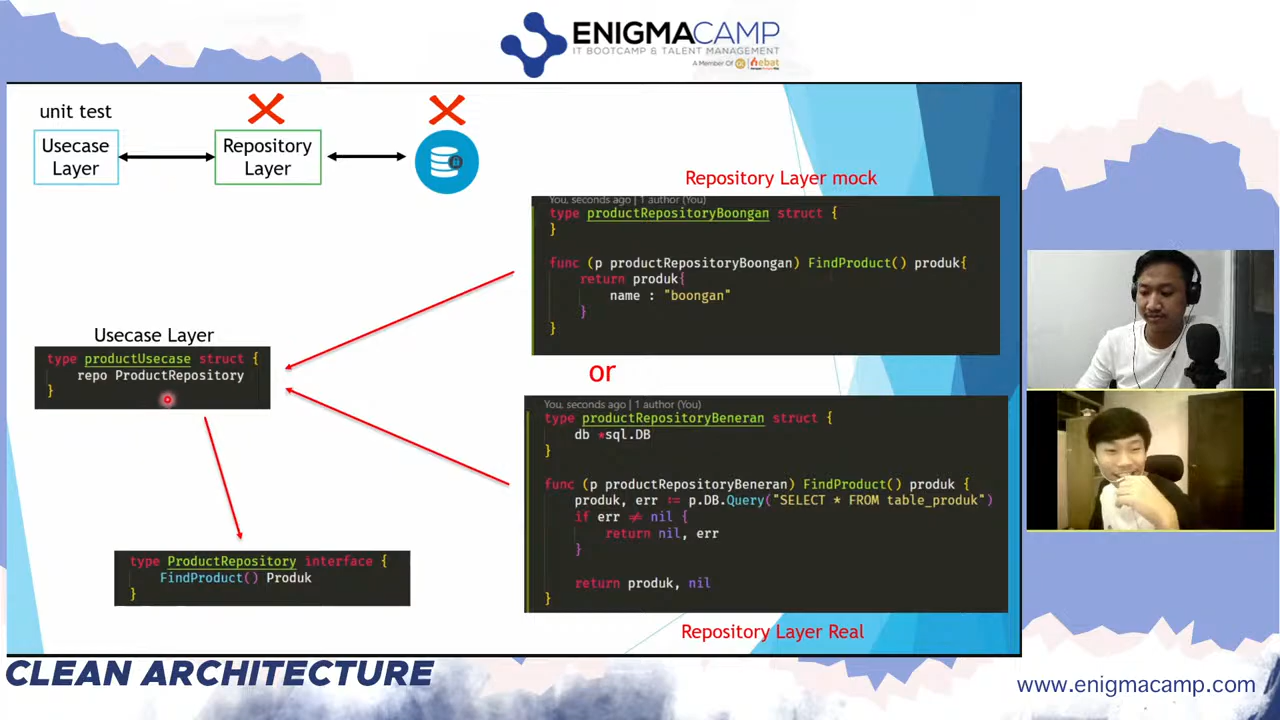 ENIGMACAMP
IT BOOTCAMP & TALENT MANAGEMENT
A Member Of
ebat
unit test
Usecase
Layer
Repository
Layer
Repository Layer mock
You, seconds ago | 1 author (You)
type productRepositoryBoongan struct {
}
func (p productRepositoryBoongan) FindProduct() produk{
return produk{
name : "boongan"
}
}
or
Usecase Layer
type productUsecase struct {
repo ProductRepository
}
You, seconds ago | 1 author (You)
type productRepositoryBeneran struct {
db *sql.DB
}
func (p productRepositoryBeneran) FindProduct() produk {
produk, err := p.DB.Query("SELECT * FROM table_produk")
if err ≠ nil {
return nil, err
}
return produk, nil
}
type ProductRepository interface {
FindProduct() Produk
}
Repository Layer Real
CLEAN ARCHITECTURE
www.enigmacamp.com